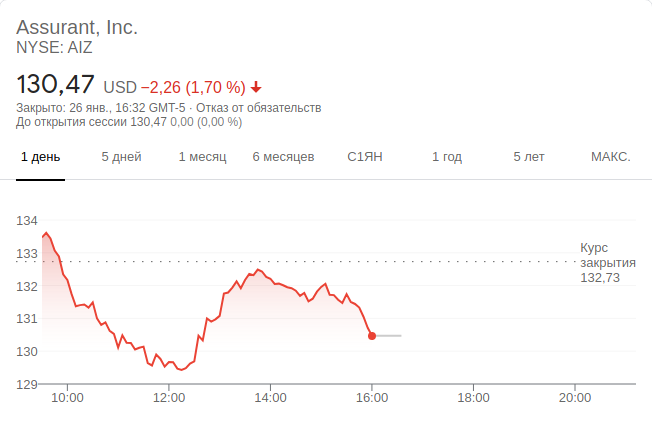 Assurant, Inc.
NYSE: AIZ
130,47 USD −2,26 (1,70 %)
Закрыто: 26 янв., 16:32 GMT-5 · Отказ от обязательств
До открытия сессии 130,47 0,00 (0,00 %)
1 день 5 дней 1 месяц 6 месяцев С1ЯН 1 год 5 лет МАКС.
134
Курс
133
закрытия
132,73
132
131
130
129
10:00 12:00 14:00 16:00 18:00 20:00